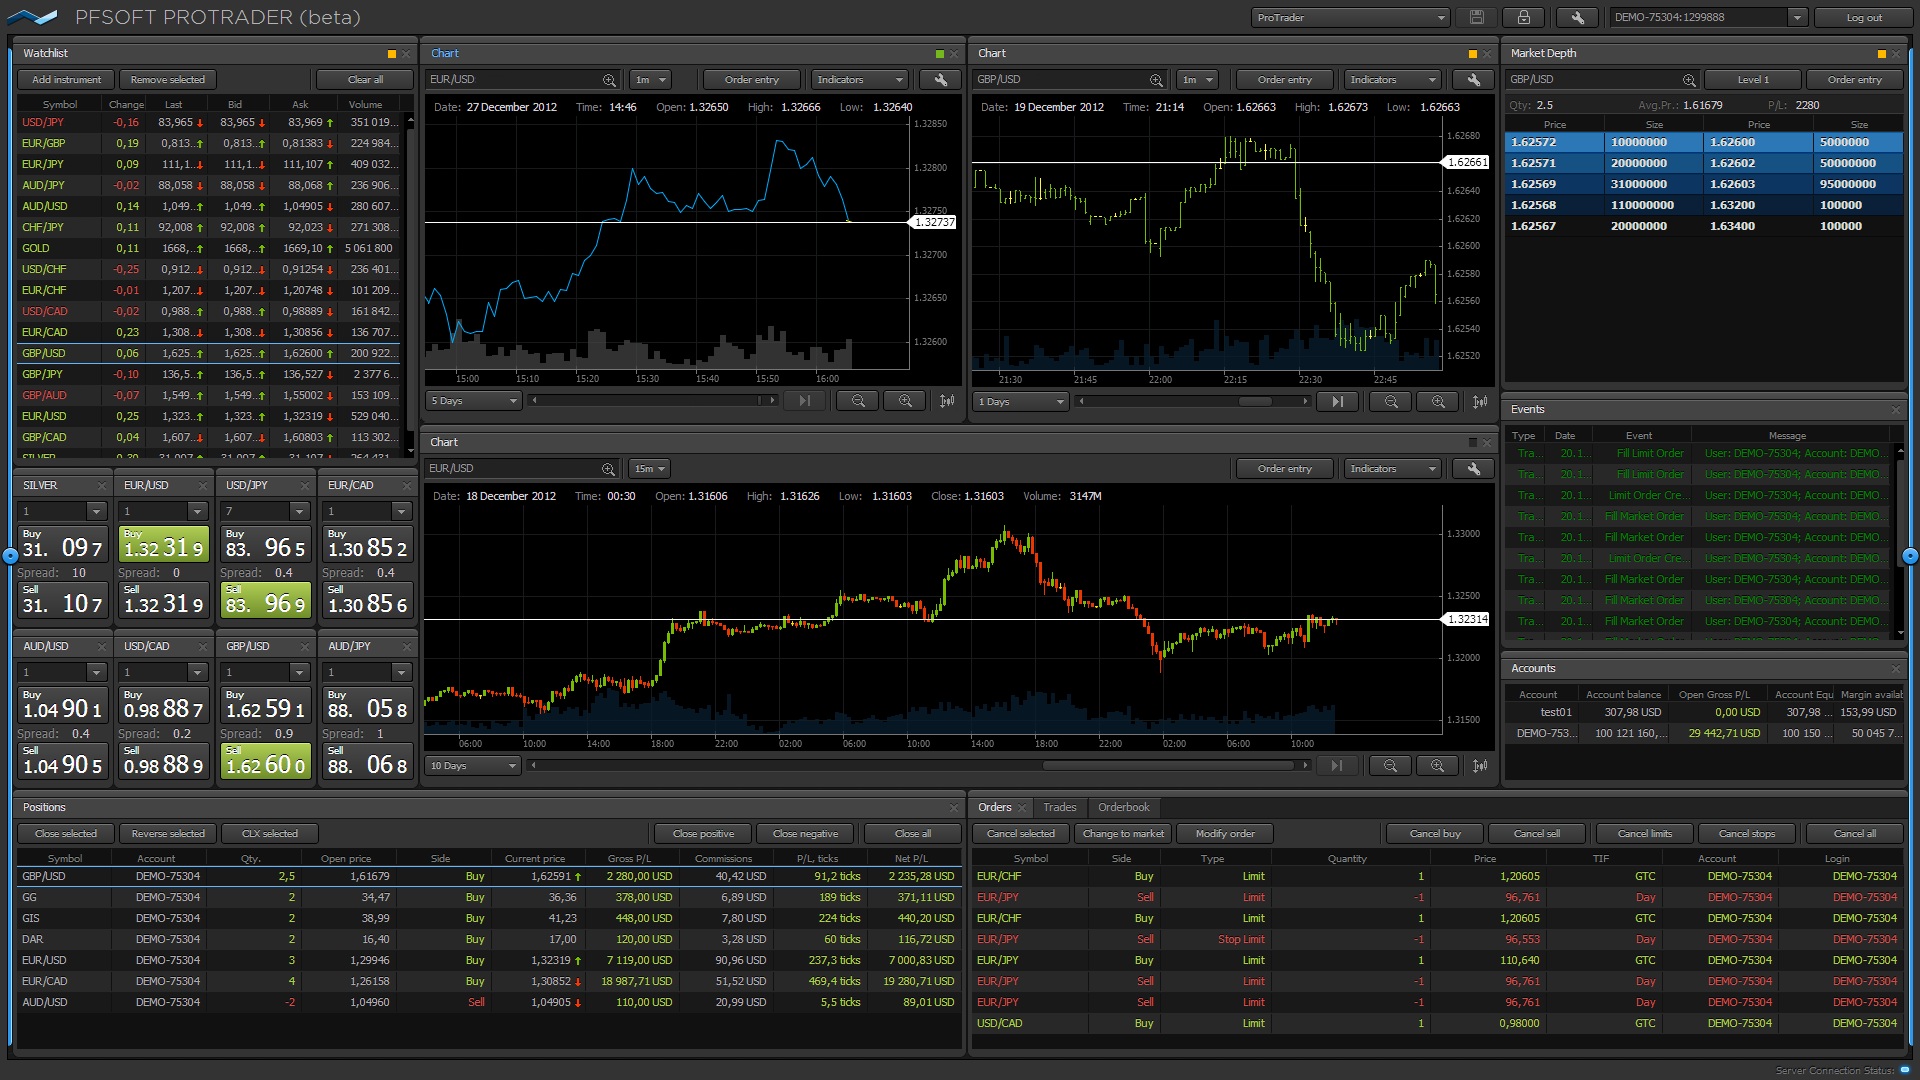 PFSOFT PROTRADER (beta)
ProTrader
DEMO-75304:1299888
Log out
Watchlist
Add instrument Remove selected Clear all
Symbol Change Last Bid Ask Volume
USD/JPY -0,16 83,965 83,965 83,969 351 019...
EUR/GBP 0,19 0,813... 0,813... 0,81383 224 984...
EUR/JPY 0,09 111,1... 111,1... 111,107 409 032...
AUD/JPY -0,02 88,058 88,058 88,068 236 906...
AUD/USD 0,14 1,049... 1,049... 1,04905 280 607...
CHF/JPY 0,11 92,008 92,008 92,023 271 308...
GOLD 0,11 1668,... 1668,... 1669,10 5 061 800
USD/CHF -0,25 0,912... 0,912... 0,91254 236 401...
EUR/CHF -0,01 1,207... 1,207... 1,20748 101 209...
USD/CAD -0,02 0,988... 0,988... 0,98889 161 842...
EUR/CAD 0,23 1,308... 1,308... 1,30856 136 707...
GBP/USD 0,06 1,625... 1,625... 1,62600 200 922...
GBP/JPY -0,10 136,5... 136,5... 136,527 2 377 6...
GBP/AUD -0,07 1,549... 1,549... 1,55002 153 109...
EUR/USD 0,25 1,323... 1,323... 1,32319 529 040...
GBP/CAD 0,04 1,607... 1,607... 1,60803 113 302...
Chart
EUR/USD 1m Order entry Indicators
Date: 27 December 2012 Time: 14:46 Open: 1.32650 High: 1.32666 Low: 1.32640
1.32850
1.32800
1.32750
1.32737
1.32700
1.32650
1.32600
15:00 15:10 15:20 15:30 15:40 15:50 16:00
5 Days
Chart
GBP/USD 1m Order entry Indicators
Date: 19 December 2012 Time: 21:14 Open: 1.62663 High: 1.62673 Low: 1.62663
1.62680
1.62661
1.62640
1.62620
1.62600
1.62580
1.62560
1.62540
1.62520
21:30 21:45 22:00 22:15 22:30 22:45
1 Days
Market Depth
GBP/USD Level 1 Order entry
Qty: 2.5 Avg.Pr.: 1.61679 P/L: 2280
Price Size Price Size
1.62572 10000000 1.62600 5000000
1.62571 20000000 1.62602 50000000
1.62569 31000000 1.62603 95000000
1.62568 110000000 1.63200 100000
1.62567 20000000 1.63400 100000
Events
Type Date Event Message
Tra... 20.1... Fill Limit Order User: DEMO-75304; Account: DEMO...
Tra... 20.1... Fill Limit Order User: DEMO-75304; Account: DEMO...
Tra... 20.1... Limit Order Cre... User: DEMO-75304; Account: DEMO...
Tra... 20.1... Fill Market Order User: DEMO-75304; Account: DEMO...
Tra... 20.1... Fill Market Order User: DEMO-75304; Account: DEMO...
Tra... 20.1... Limit Order Cre... User: DEMO-75304; Account: DEMO...
Tra... 20.1... Fill Market Order User: DEMO-75304; Account: DEMO...
Tra... 20.1... Fill Market Order User: DEMO-75304; Account: DEMO...
Tra... 20.1... Fill Market Order User: DEMO-75304; Account: DEMO...
Chart
EUR/USD 15m Order entry Indicators
Date: 18 December 2012 Time: 00:30 Open: 1.31606 High: 1.31626 Low: 1.31603 Close: 1.31603 Volume: 3147M
1.33000
1.32500
1.32314
1.32000
1.31500
06:00 10:00 14:00 18:00 22:00 02:00 06:00 10:00 14:00 18:00 22:00 02:00 06:00 10:00
10 Days
SILVER EUR/USD USD/JPY EUR/CAD
1 1 7 1
Buy Buy Buy Buy
31. 09 7 1.32 31 9 83. 96 5 1.30 85 2
Spread: 10 Spread: 0 Spread: 0.4 Spread: 0.4
Sell Sell Sell Sell
31. 10 7 1.32 31 9 83. 96 9 1.30 85 6
AUD/USD USD/CAD GBP/USD AUD/JPY
1 1 1 1
Buy Buy Buy Buy
1.04 90 1 0.98 88 7 1.62 59 1 88. 05 8
Spread: 0.4 Spread: 0.2 Spread: 0.9 Spread: 1
Sell Sell Sell Sell
1.04 90 5 0.98 88 9 1.62 60 0 88. 06 8
Accounts
Account Account balance Open Gross P/L Account Equ Margin availab
test01 307,98 USD 0,00 USD 307,98 ... 153,99 USD
DEMO-753... 100 121 160,... 29 442,71 USD 100 150 ... 50 045 7...
Positions
Close selected Reverse selected CLX selected Close positive Close negative Close all
Symbol Account Qty. Open price Side Current price Gross P/L Commissions P/L, ticks Net P/L
GBP/USD DEMO-75304 2,5 1,61679 Buy 1,62591 2 280,00 USD 40,42 USD 91,2 ticks 2 235,28 USD
GG DEMO-75304 2 34,47 Buy 36,36 378,00 USD 6,89 USD 189 ticks 371,11 USD
GIS DEMO-75304 2 38,99 Buy 41,23 448,00 USD 7,80 USD 224 ticks 440,20 USD
DAR DEMO-75304 2 16,40 Buy 17,00 120,00 USD 3,28 USD 60 ticks 116,72 USD
EUR/USD DEMO-75304 3 1,29946 Buy 1,32319 7 119,00 USD 90,96 USD 237,3 ticks 7 000,83 USD
EUR/CAD DEMO-75304 4 1,26158 Buy 1,30852 18 987,71 USD 51,52 USD 469,4 ticks 19 280,71 USD
AUD/USD DEMO-75304 -2 1,04960 Sell 1,04905 110,00 USD 20,99 USD 5,5 ticks 89,01 USD
Orders Trades Orderbook
Cancel selected Change to market Modify order Cancel buy Cancel sell Cancel limits Cancel stops Cancel all
Symbol Side Type Quantity Price TIF Account Login
EUR/CHF Buy Limit 1 1,20605 GTC DEMO-75304 DEMO-75304
EUR/JPY Sell Limit -1 96,761 Day DEMO-75304 DEMO-75304
EUR/CHF Buy Limit 1 1,20605 GTC DEMO-75304 DEMO-75304
EUR/JPY Sell Stop Limit -1 96,553 Day DEMO-75304 DEMO-75304
EUR/JPY Buy Limit 1 110,640 GTC DEMO-75304 DEMO-75304
EUR/JPY Sell Limit -1 96,761 Day DEMO-75304 DEMO-75304
EUR/JPY Sell Limit -1 96,761 Day DEMO-75304 DEMO-75304
USD/CAD Buy Limit 1 0,98000 GTC DEMO-75304 DEMO-75304
Server Connection Status: